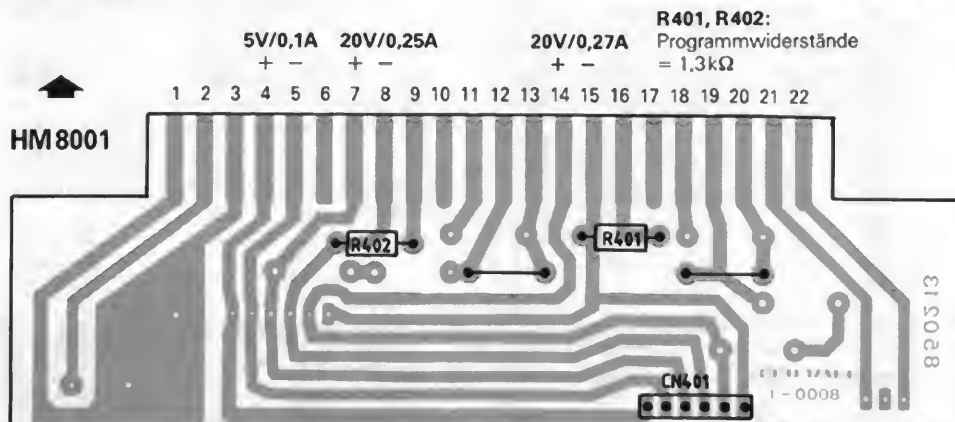 R401, R402:
5V/0,1A 20V/0,25A 20V/0,27A Programmwiderstände
+ − + − + − = 1,3kΩ
1 2 3 4 5 6 7 8 9 10 11 12 13 14 15 16 17 18 19 20 21 22
HM8001
R402 R401
850213
CN401
I-0008